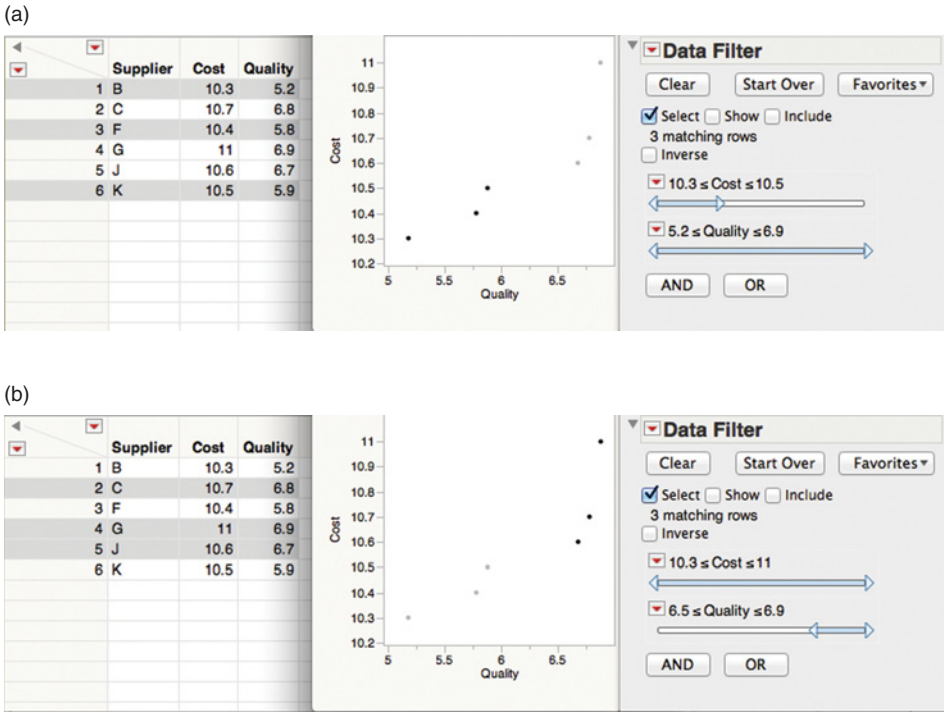 (a)
Supplier Cost Quality
1 B 10.3 5.2
2 C 10.7 6.8
3 F 10.4 5.8
4 G 11 6.9
5 J 10.6 6.7
6 K 10.5 5.9
Cost
11
10.9
10.8
10.7
10.6
10.5
10.4
10.3
10.2
5 5.5 6 6.5
Quality
Data Filter
Clear Start Over Favorites
Select Show Include
3 matching rows
Inverse
10.3 ≤ Cost ≤ 10.5
5.2 ≤ Quality ≤ 6.9
AND OR
(b)
Supplier Cost Quality
1 B 10.3 5.2
2 C 10.7 6.8
3 F 10.4 5.8
4 G 11 6.9
5 J 10.6 6.7
6 K 10.5 5.9
Cost
11
10.9
10.8
10.7
10.6
10.5
10.4
10.3
10.2
5 5.5 6 6.5
Quality
Data Filter
Clear Start Over Favorites
Select Show Include
3 matching rows
Inverse
10.3 ≤ Cost ≤ 11
6.5 ≤ Quality ≤ 6.9
AND OR